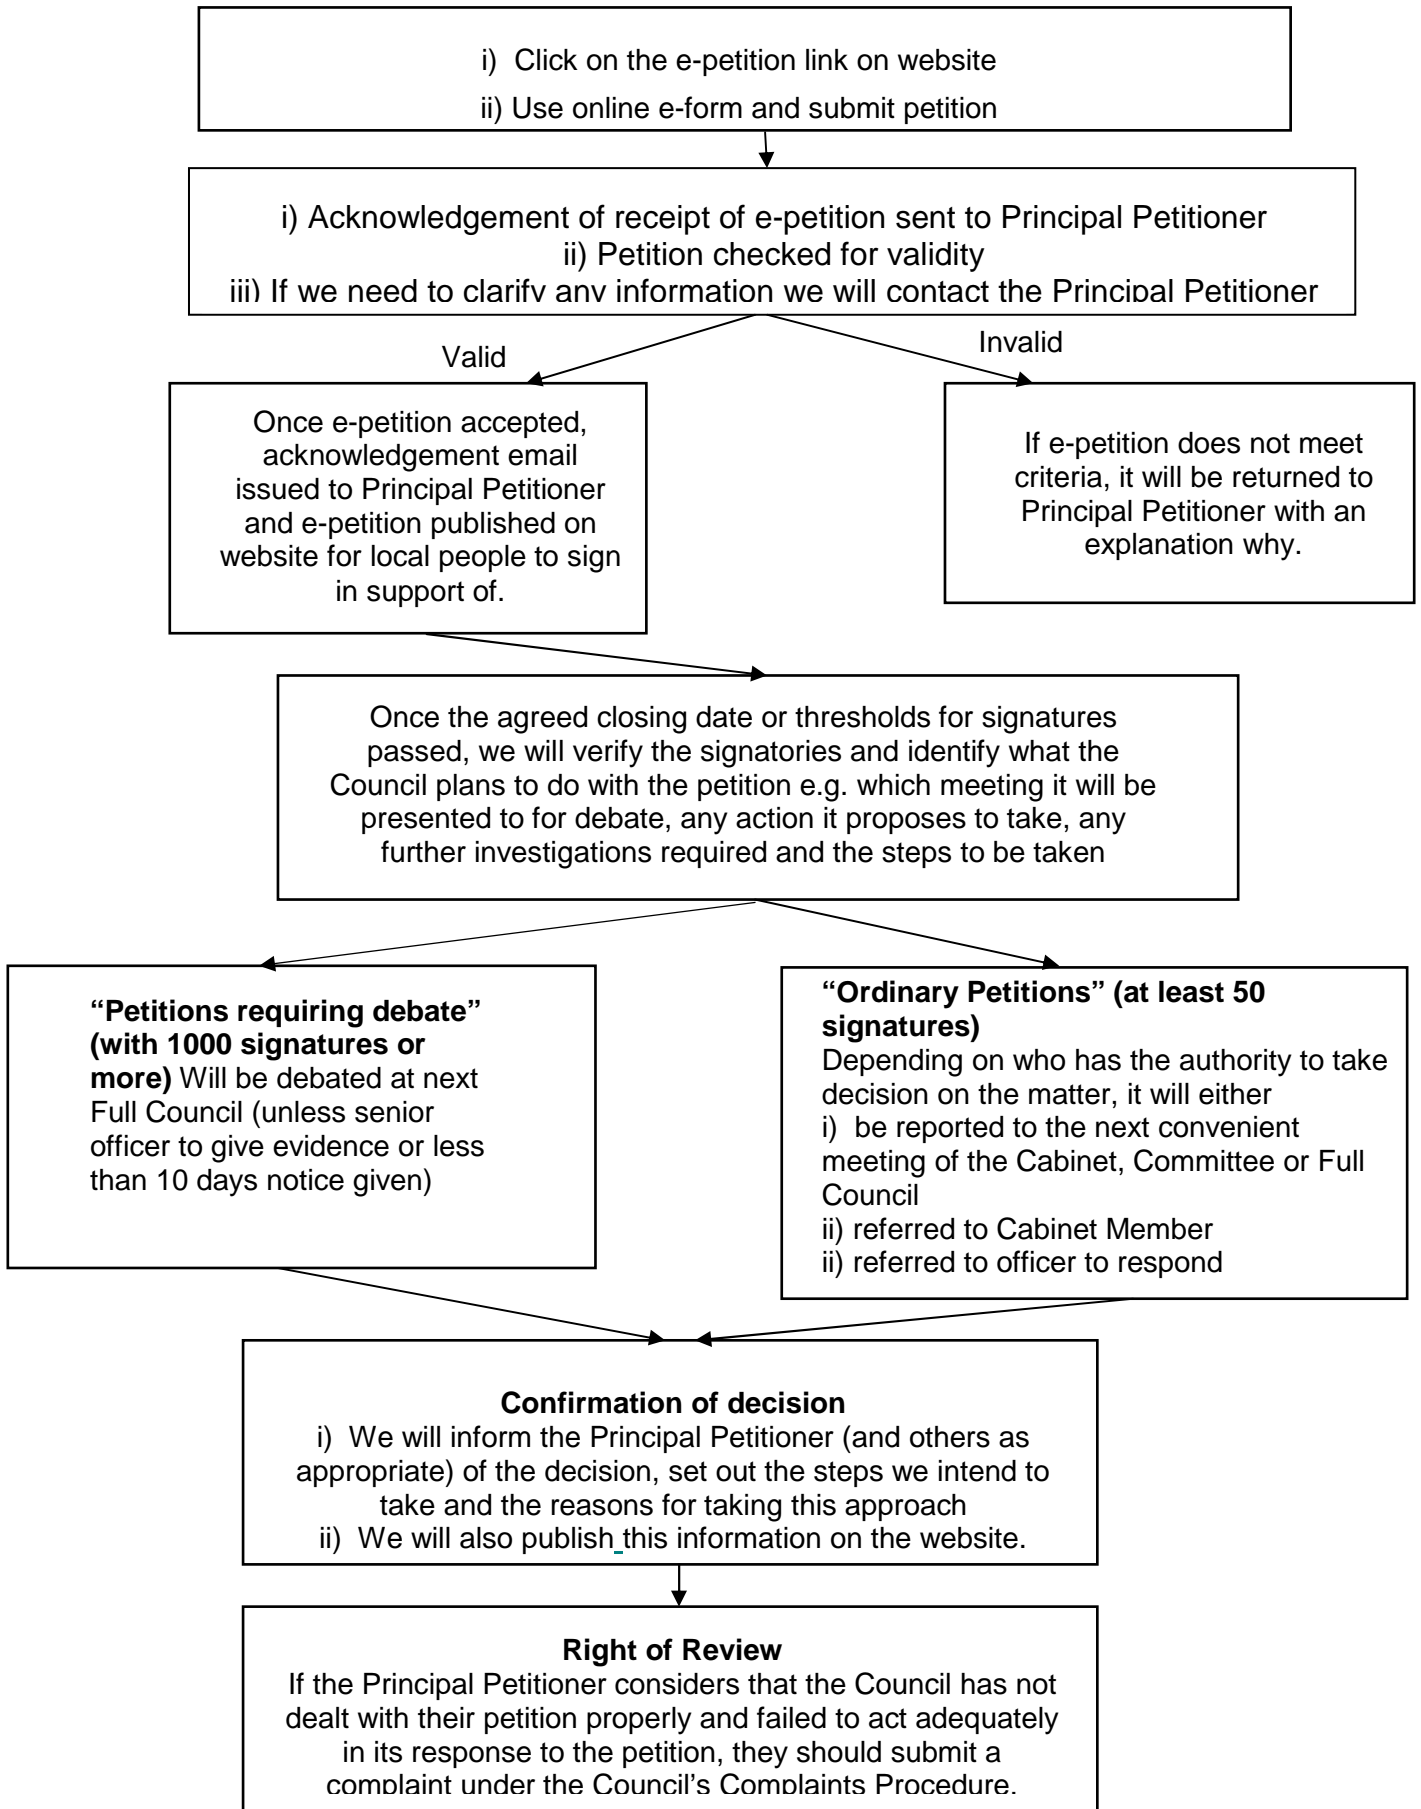 i) Click on the e-petition link on website
ii) Use online e-form and submit petition
i) Acknowledgement of receipt of e-petition sent to Principal Petitioner
ii) Petition checked for validity
iii) If we need to clarify any information we will contact the Principal Petitioner
Valid
Invalid
Once e-petition accepted,
acknowledgement email
issued to Principal Petitioner
and e-petition published on
website for local people to sign
in support of.
If e-petition does not meet
criteria, it will be returned to
Principal Petitioner with an
explanation why.
Once the agreed closing date or thresholds for signatures
passed, we will verify the signatories and identify what the
Council plans to do with the petition e.g. which meeting it will be
presented to for debate, any action it proposes to take, any
further investigations required and the steps to be taken
“Petitions requiring debate”
(with 1000 signatures or
more) Will be debated at next
Full Council (unless senior
officer to give evidence or less
than 10 days notice given)
“Ordinary Petitions” (at least 50
signatures)
Depending on who has the authority to take
decision on the matter, it will either
i) be reported to the next convenient
meeting of the Cabinet, Committee or Full
Council
ii) referred to Cabinet Member
ii) referred to officer to respond
Confirmation of decision
i) We will inform the Principal Petitioner (and others as
appropriate) of the decision, set out the steps we intend to
take and the reasons for taking this approach
ii) We will also publish this information on the website.
Right of Review
If the Principal Petitioner considers that the Council has not
dealt with their petition properly and failed to act adequately
in its response to the petition, they should submit a
complaint under the Council’s Complaints Procedure.